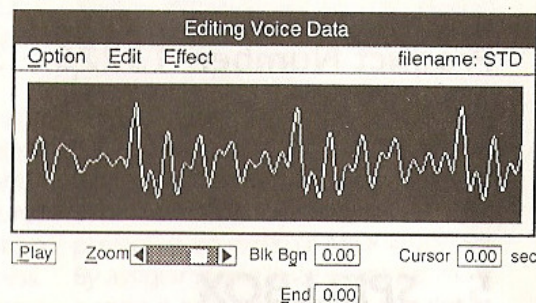 Editing Voice Data
Option Edit Effect filename: STD
Play Zoom Blk Bgn 0.00 Cursor 0.00 sec
End 0.00